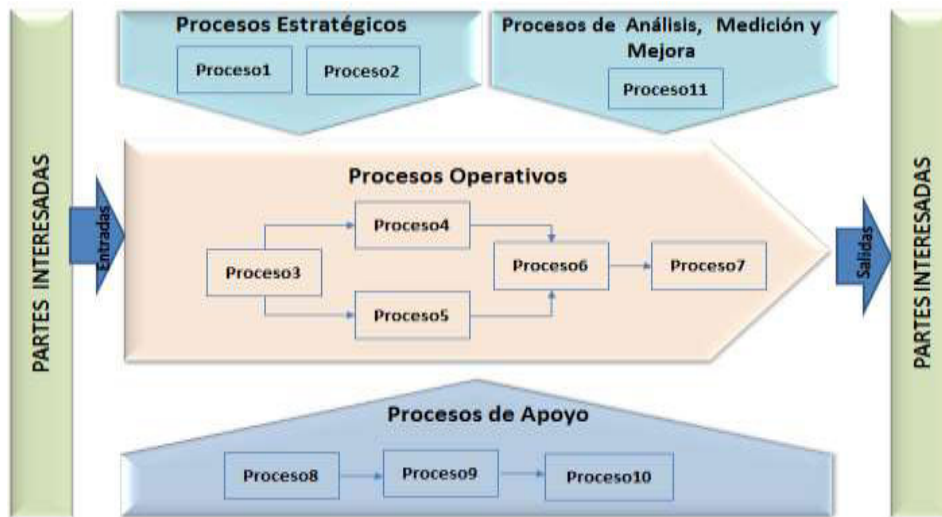 Procesos Estratégicos
Proceso1
Proceso2
Procesos de Análisis, Medición y
Mejora
Proceso11
PARTES INTERESADAS
Entradas
Procesos Operativos
Proceso3
Proceso4
Proceso5
Proceso6
Proceso7
Salidas
PARTES INTERESADAS
Procesos de Apoyo
Proceso8
Proceso9
Proceso10